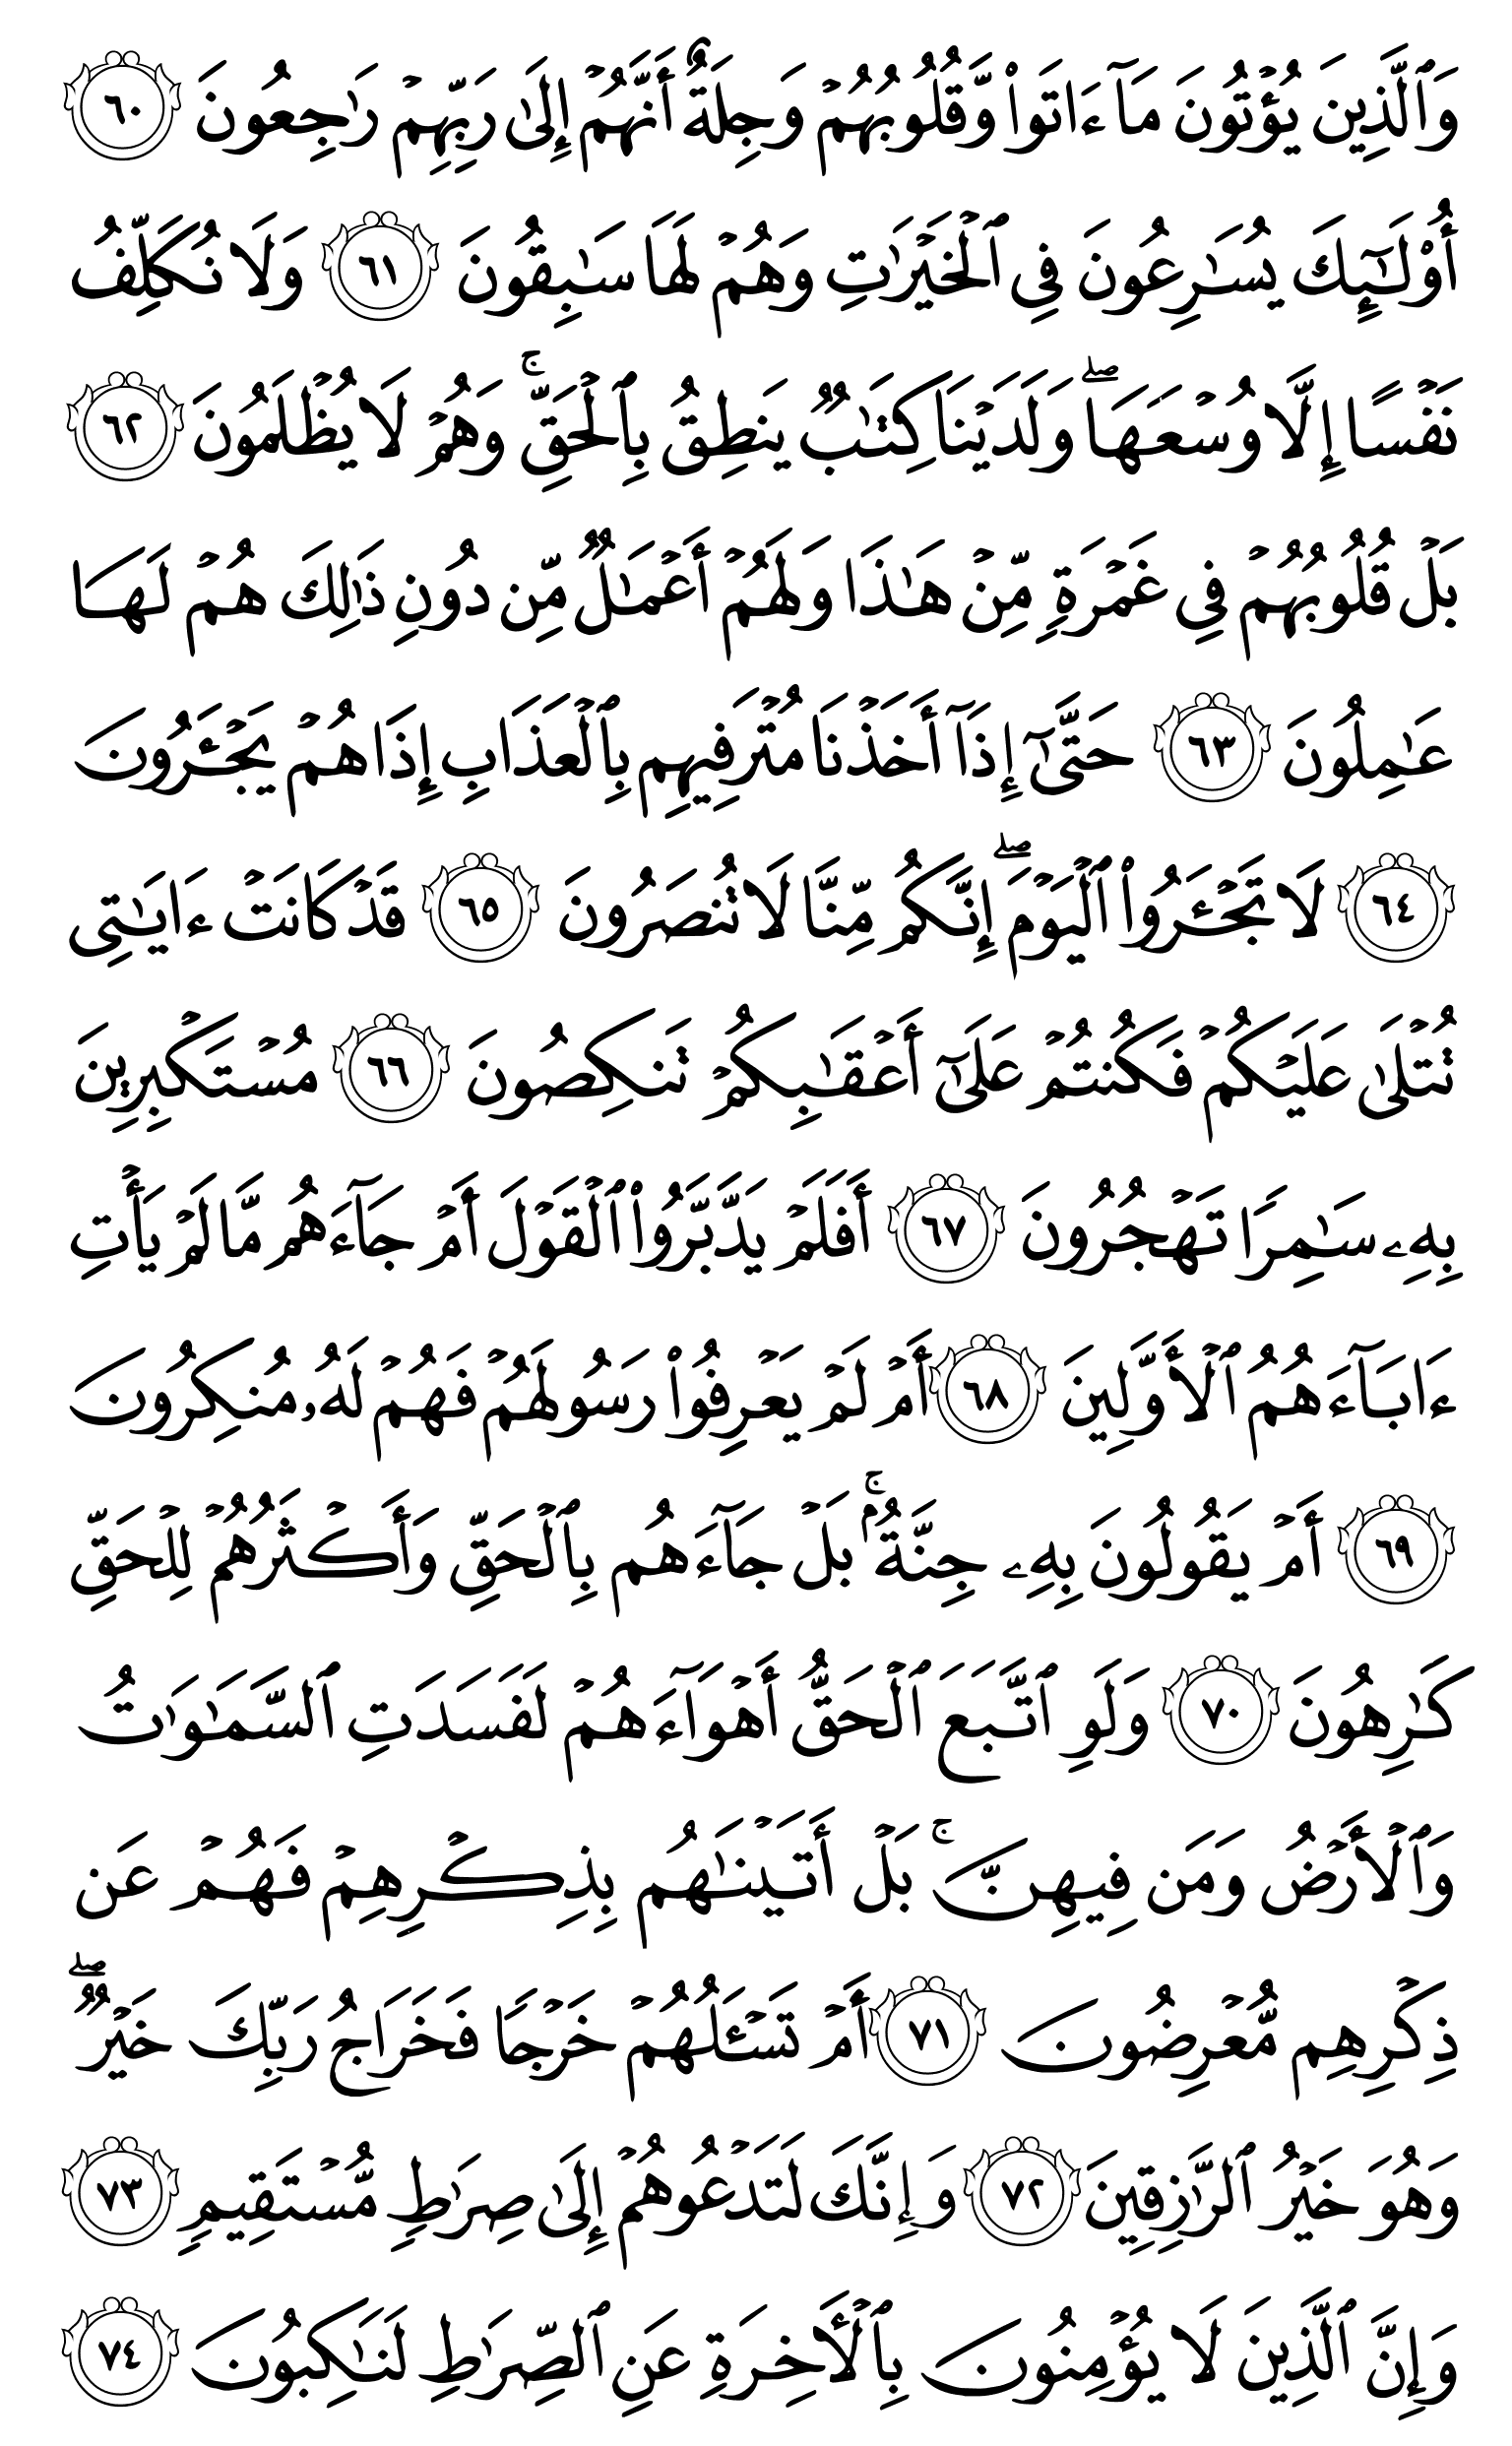 وَٱلَّذِينَ يُؤۡتُونَ مَآ ءَاتَواْ وَّقُلُوبُهُمۡ وَجِلَةٌ أَنَّهُمۡ إِلَىٰ رَبِّهِمۡ رَٰجِعُونَ ٦٠
أُوْلَٰٓئِكَ يُسَٰرِعُونَ فِي ٱلۡخَيۡرَٰتِ وَهُمۡ لَهَا سَٰبِقُونَ ٦١ وَلَا نُكَلِّفُ
نَفۡسًا إِلَّا وُسۡعَهَاۖ وَلَدَيۡنَا كِتَٰبٞ يَنطِقُ بِٱلۡحَقِّۚ وَهُمۡ لَا يُظۡلَمُونَ ٦٢
بَلۡ قُلُوبُهُمۡ فِي غَمۡرَةٖ مِّنۡ هَٰذَا وَلَهُمۡ أَعۡمَٰلٞ مِّن دُونِ ذَٰلِكَ هُمۡ لَهَا
عَٰمِلُونَ ٦٣ حَتَّىٰٓ إِذَآ أَخَذۡنَا مُتۡرَفِيهِم بِٱلۡعَذَابِ إِذَا هُمۡ يَجۡـَٔرُونَ
٦٤ لَا تَجۡـَٔرُواْ ٱلۡيَوۡمَۖ إِنَّكُم مِّنَّا لَا تُنصَرُونَ ٦٥ قَدۡ كَانَتۡ ءَايَٰتِي
تُتۡلَىٰ عَلَيۡكُمۡ فَكُنتُمۡ عَلَىٰٓ أَعۡقَٰبِكُمۡ تَنكِصُونَ ٦٦ مُسۡتَكۡبِرِينَ
بِهِۦ سَٰمِرٗا تَهۡجُرُونَ ٦٧ أَفَلَمۡ يَدَّبَّرُواْ ٱلۡقَوۡلَ أَمۡ جَآءَهُم مَّا لَمۡ يَأۡتِ
ءَابَآءَهُمُ ٱلۡأَوَّلِينَ ٦٨ أَمۡ لَمۡ يَعۡرِفُواْ رَسُولَهُمۡ فَهُمۡ لَهُۥ مُنكِرُونَ
٦٩ أَمۡ يَقُولُونَ بِهِۦ جِنَّةُۢۚ بَلۡ جَآءَهُم بِٱلۡحَقِّ وَأَكۡثَرُهُمۡ لِلۡحَقِّ
كَٰرِهُونَ ٧٠ وَلَوِ ٱتَّبَعَ ٱلۡحَقُّ أَهۡوَآءَهُمۡ لَفَسَدَتِ ٱلسَّمَٰوَٰتُ
وَٱلۡأَرۡضُ وَمَن فِيهِنَّۚ بَلۡ أَتَيۡنَٰهُم بِذِكۡرِهِمۡ فَهُمۡ عَن
ذِكۡرِهِم مُّعۡرِضُونَ ٧١ أَمۡ تَسۡـَٔلُهُمۡ خَرۡجٗا فَخَرَاجُ رَبِّكَ خَيۡرٞۖ
وَهُوَ خَيۡرُ ٱلرَّٰزِقِينَ ٧٢ وَإِنَّكَ لَتَدۡعُوهُمۡ إِلَىٰ صِرَٰطٖ مُّسۡتَقِيمٖ ٧٣
وَإِنَّ ٱلَّذِينَ لَا يُؤۡمِنُونَ بِٱلۡأٓخِرَةِ عَنِ ٱلصِّرَٰطِ لَنَٰكِبُونَ ٧٤